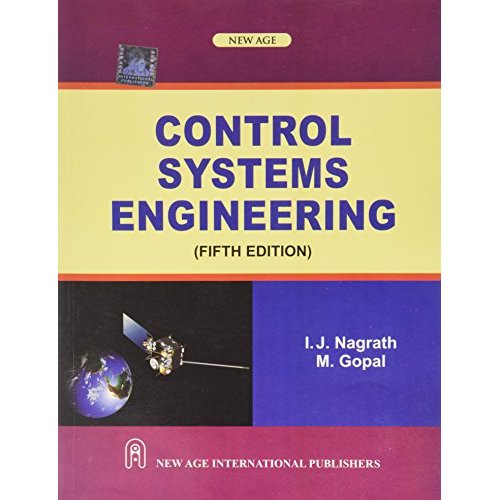 NEW AGE
CONTROL
SYSTEMS
ENGINEERING
(FIFTH EDITION)
I.J. Nagrath
M. Gopal
NEW AGE INTERNATIONAL PUBLISHERS